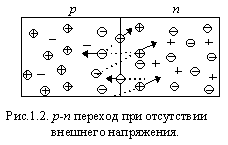 p n
Рис.1.2. p-n переход при отсутствии
внешнего напряжения.